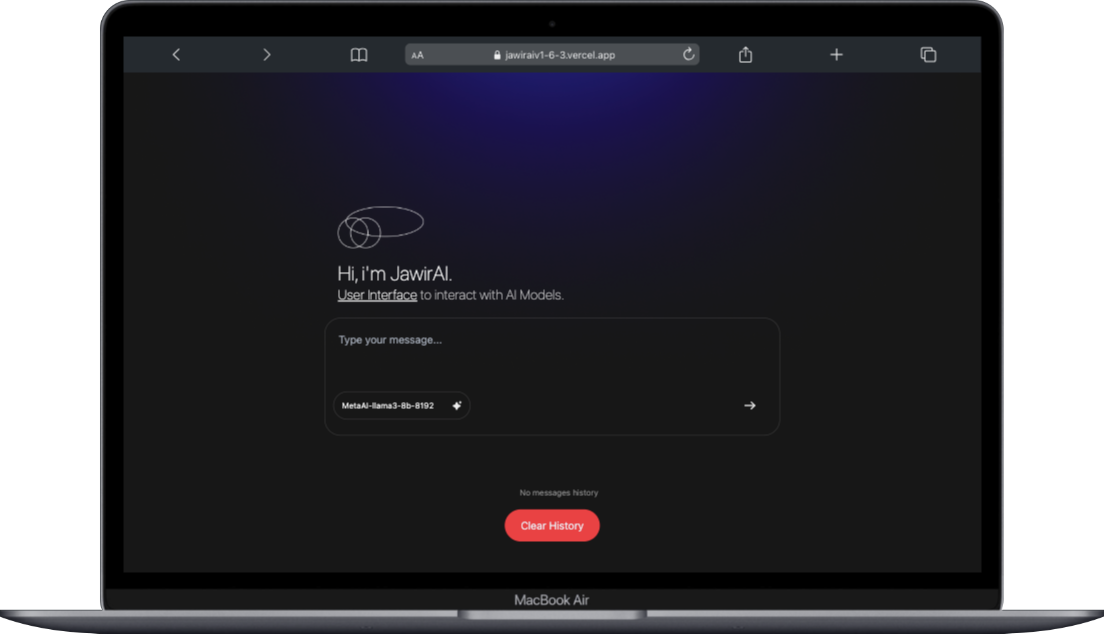 AA
jawiraiv1-6-3.vercel.app
Hi, i'm JawirAI.
User Interface to interact with AI Models.
Type your message...
MetaAI-llama3-8b-8192
No messages history
Clear History
MacBook Air